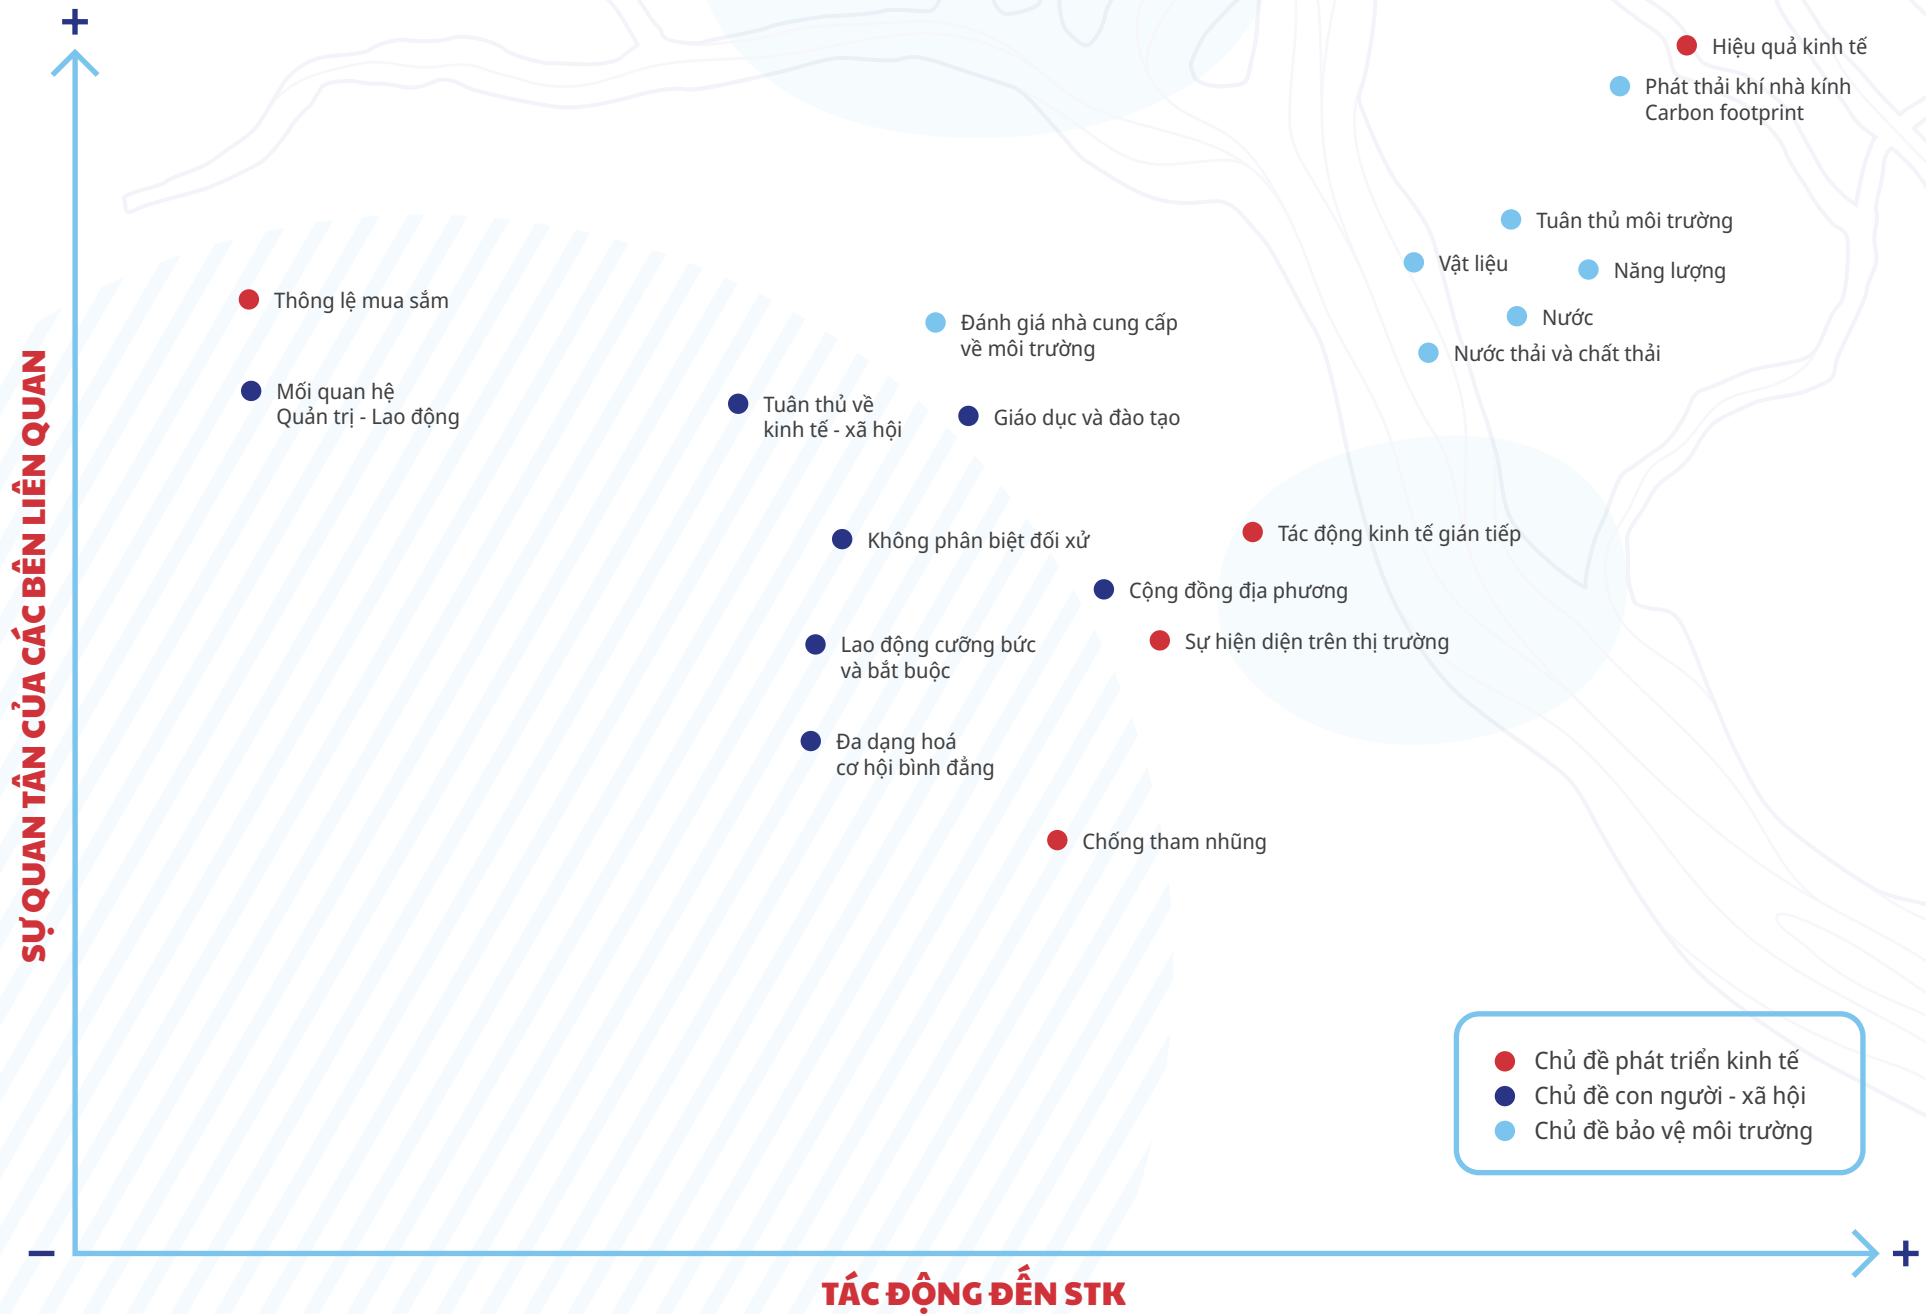 +
Hiệu quả kinh tế
Phát thải khí nhà kính
Carbon footprint
Tuân thủ môi trường
Vật liệu
Năng lượng
Thông lệ mua sắm
Nước
Đánh giá nhà cung cấp
về môi trường
Nước thải và chất thải
Mối quan hệ
Quản trị - Lao động
Tuân thủ về
kinh tế - xã hội
Giáo dục và đào tạo
Không phân biệt đối xử
Tác động kinh tế gián tiếp
Cộng đồng địa phương
Lao động cưỡng bức
và bắt buộc
Sự hiện diện trên thị trường
Đa dạng hoá
cơ hội bình đẳng
Chống tham nhũng
SỰ QUAN TÂN CỦA CÁC BÊN LIÊN QUAN
Chủ đề phát triển kinh tế
Chủ đề con người - xã hội
Chủ đề bảo vệ môi trường
−
+
TÁC ĐỘNG ĐẾN STK